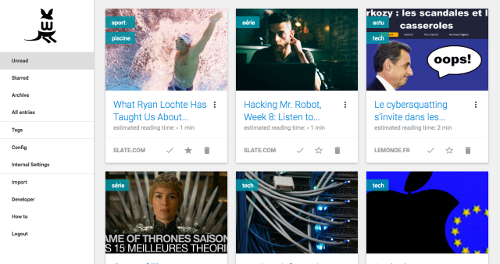 Unread
Starred
Archives
All entries
Tags
Config
Internal Settings
Import
Developer
How to
Logout
sport
piscine
What Ryan Lochte Has
Taught Us About...
estimated reading time: < 1 min
SLATE.COM
série
Hacking Mr. Robot,
Week 8: Listen to...
estimated reading time: < 1 min
SLATE.COM
actu
tech
rkozy : les scandales et l
casseroles
oops!
Le cybersquatting
s'invite dans les...
estimated reading time: 2 min
LEMONDE.FR
série
AME OF THRONES SAISON
S 15 MEILLEURES THÉORI
tech
tech